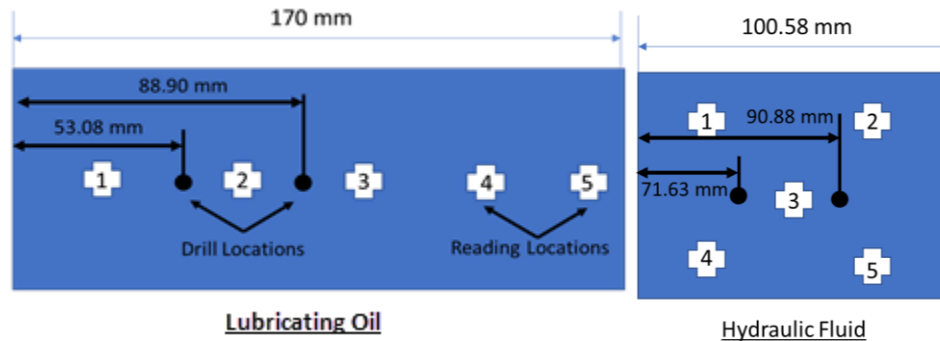 170 mm
88.90 mm
53.08 mm
1
2
3
4
5
Drill Locations
Reading Locations
Lubricating Oil
100.58 mm
1
2
90.88 mm
71.63 mm
3
4
5
Hydraulic Fluid